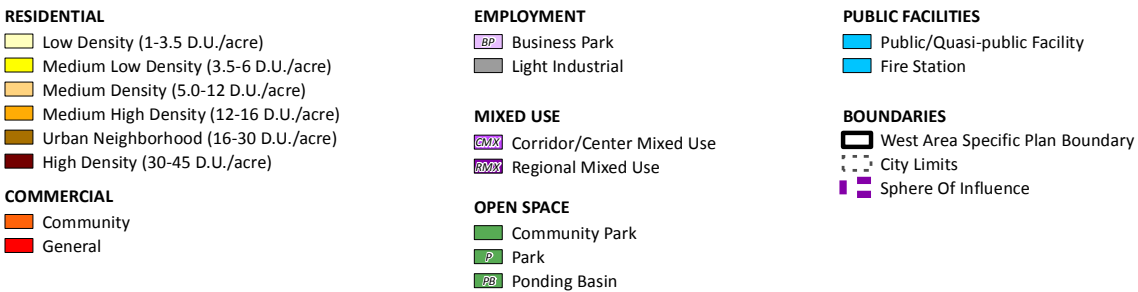 RESIDENTIAL
Low Density (1-3.5 D.U./acre)
Medium Low Density (3.5-6 D.U./acre)
Medium Density (5.0-12 D.U./acre)
Medium High Density (12-16 D.U./acre)
Urban Neighborhood (16-30 D.U./acre)
High Density (30-45 D.U./acre)
COMMERCIAL
Community
General
EMPLOYMENT
BP Business Park
Light Industrial
MIXED USE
CMX Corridor/Center Mixed Use
RMX Regional Mixed Use
OPEN SPACE
Community Park
P Park
PB Ponding Basin
PUBLIC FACILITIES
Public/Quasi-public Facility
Fire Station
BOUNDARIES
West Area Specific Plan Boundary
City Limits
Sphere Of Influence